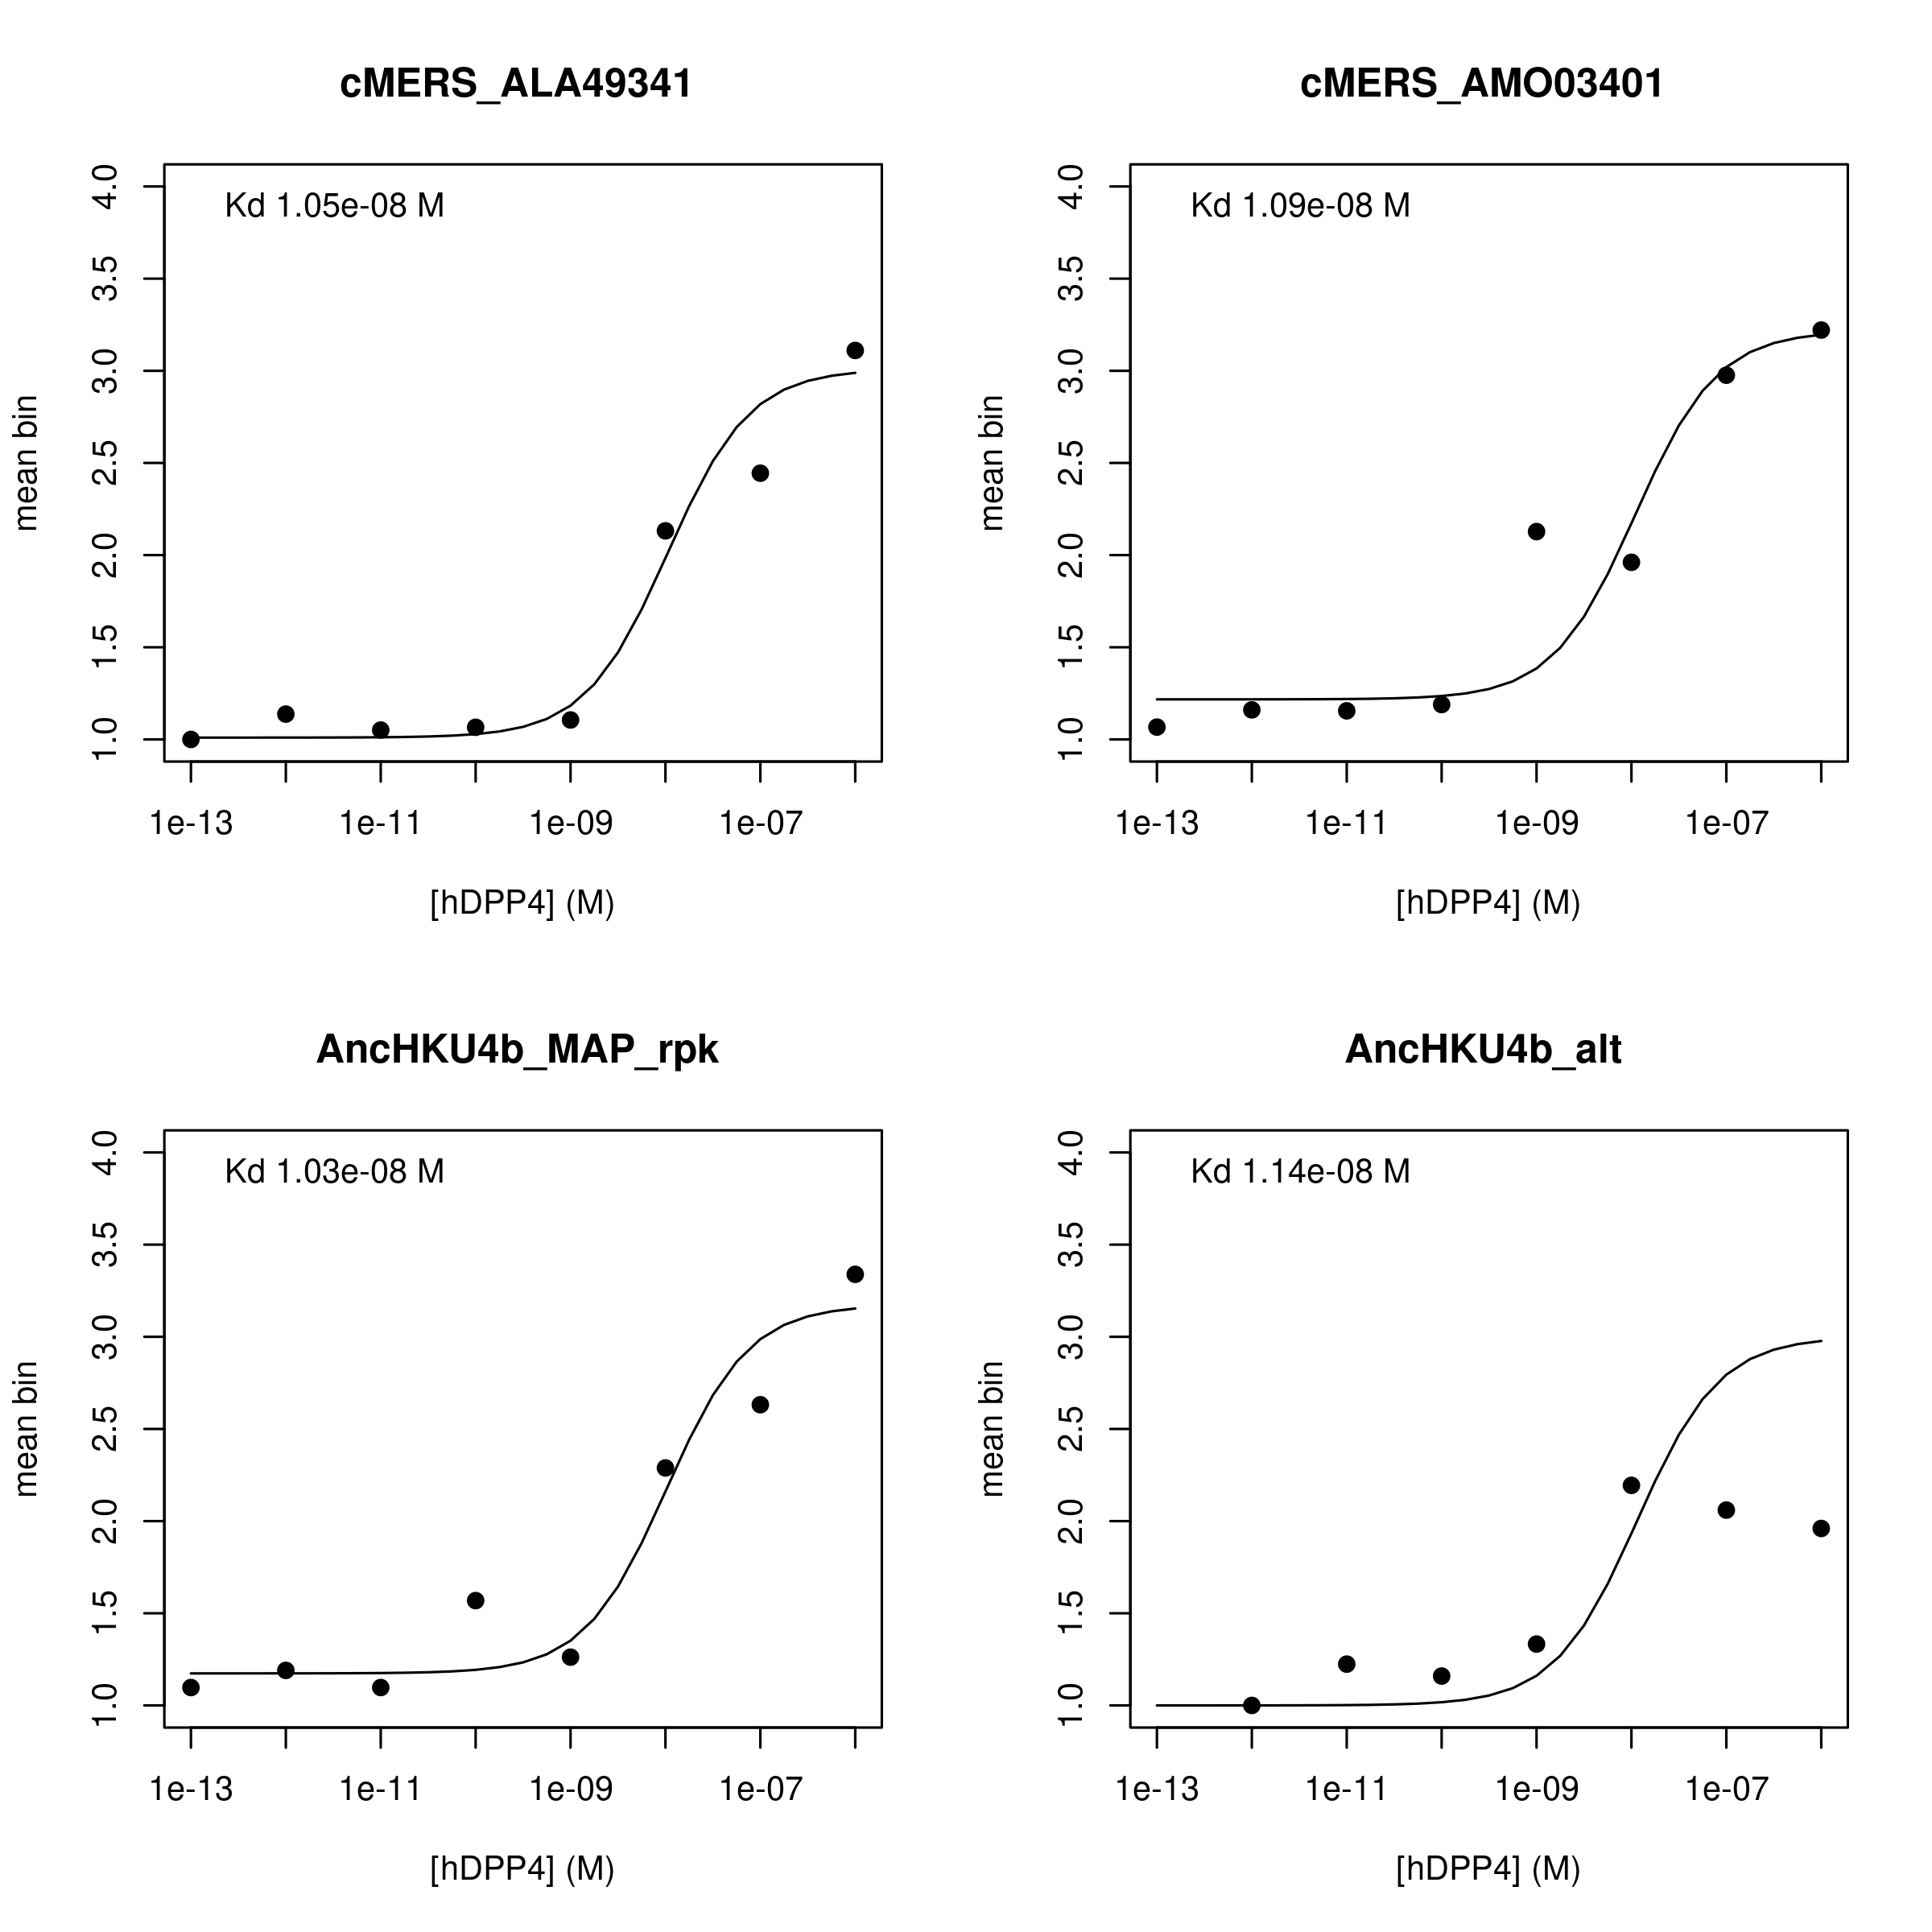 cMERS_ALA49341
Kd 1.05e-08 M
4.0
3.5
3.0
2.5
2.0
1.5
1.0
mean bin
1e-13 1e-11 1e-09 1e-07
[hDPP4] (M)
cMERS_AMO03401
Kd 1.09e-08 M
4.0
3.5
3.0
2.5
2.0
1.5
1.0
mean bin
1e-13 1e-11 1e-09 1e-07
[hDPP4] (M)
AncHKU4b_MAP_rpk
Kd 1.03e-08 M
4.0
3.5
3.0
2.5
2.0
1.5
1.0
mean bin
1e-13 1e-11 1e-09 1e-07
[hDPP4] (M)
AncHKU4b_alt
Kd 1.14e-08 M
4.0
3.5
3.0
2.5
2.0
1.5
1.0
mean bin
1e-13 1e-11 1e-09 1e-07
[hDPP4] (M)